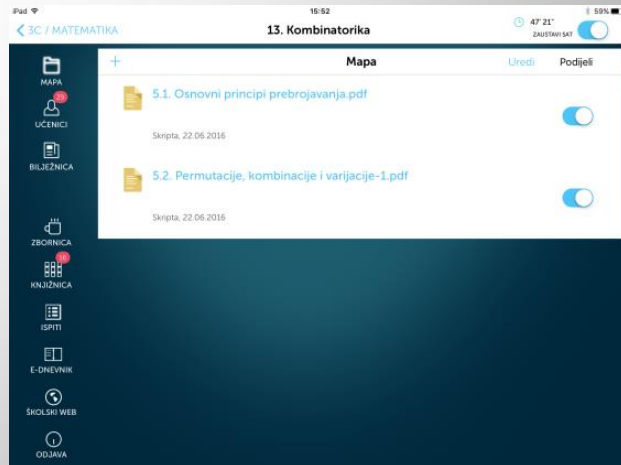 iPad 15:52 59%
3C / MATEMATIKA 13. Kombinatorika 47' 21"
ZAUSTAVI SAT
+ Mapa Uredi Podijeli
MAPA
5.1. Osnovni principi prebrojavanja.pdf
Skripta, 22.06.2016
23
UČENICI
BILJEŽNICA
5.2. Permutacije, kombinacije i varijacije-1.pdf
Skripta, 22.06.2016
ZBORNICA
16
KNJIŽNICA
ISPITI
E-DNEVNIK
ŠKOLSKI WEB
ODJAVA